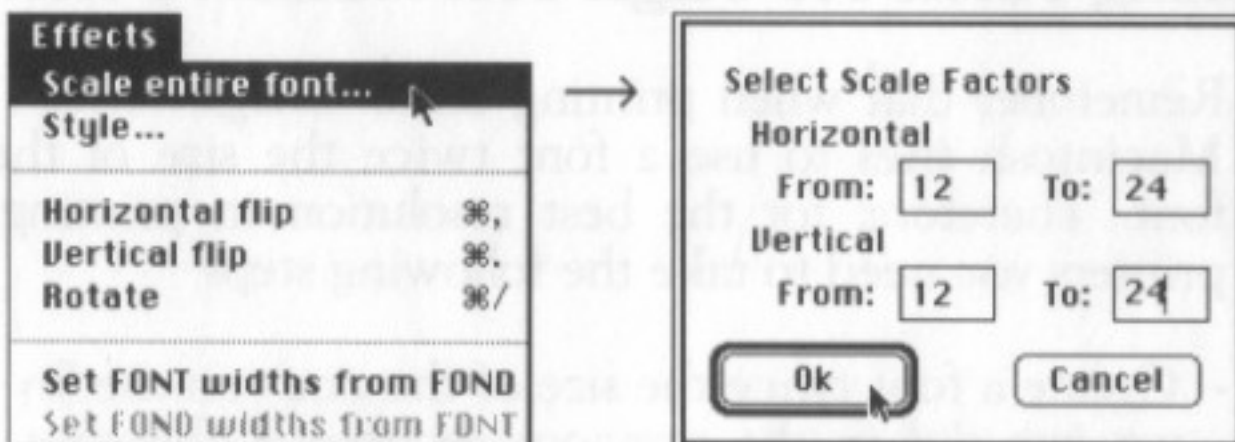 Effects
Scale entire font...
Style...
Horizontal flip ⌘,
Vertical flip ⌘.
Rotate ⌘/
Set FONT widths from FOND
Set FOND widths from FONT
Select Scale Factors
Horizontal
From: 12 To: 24
Vertical
From: 12 To: 24
Ok Cancel